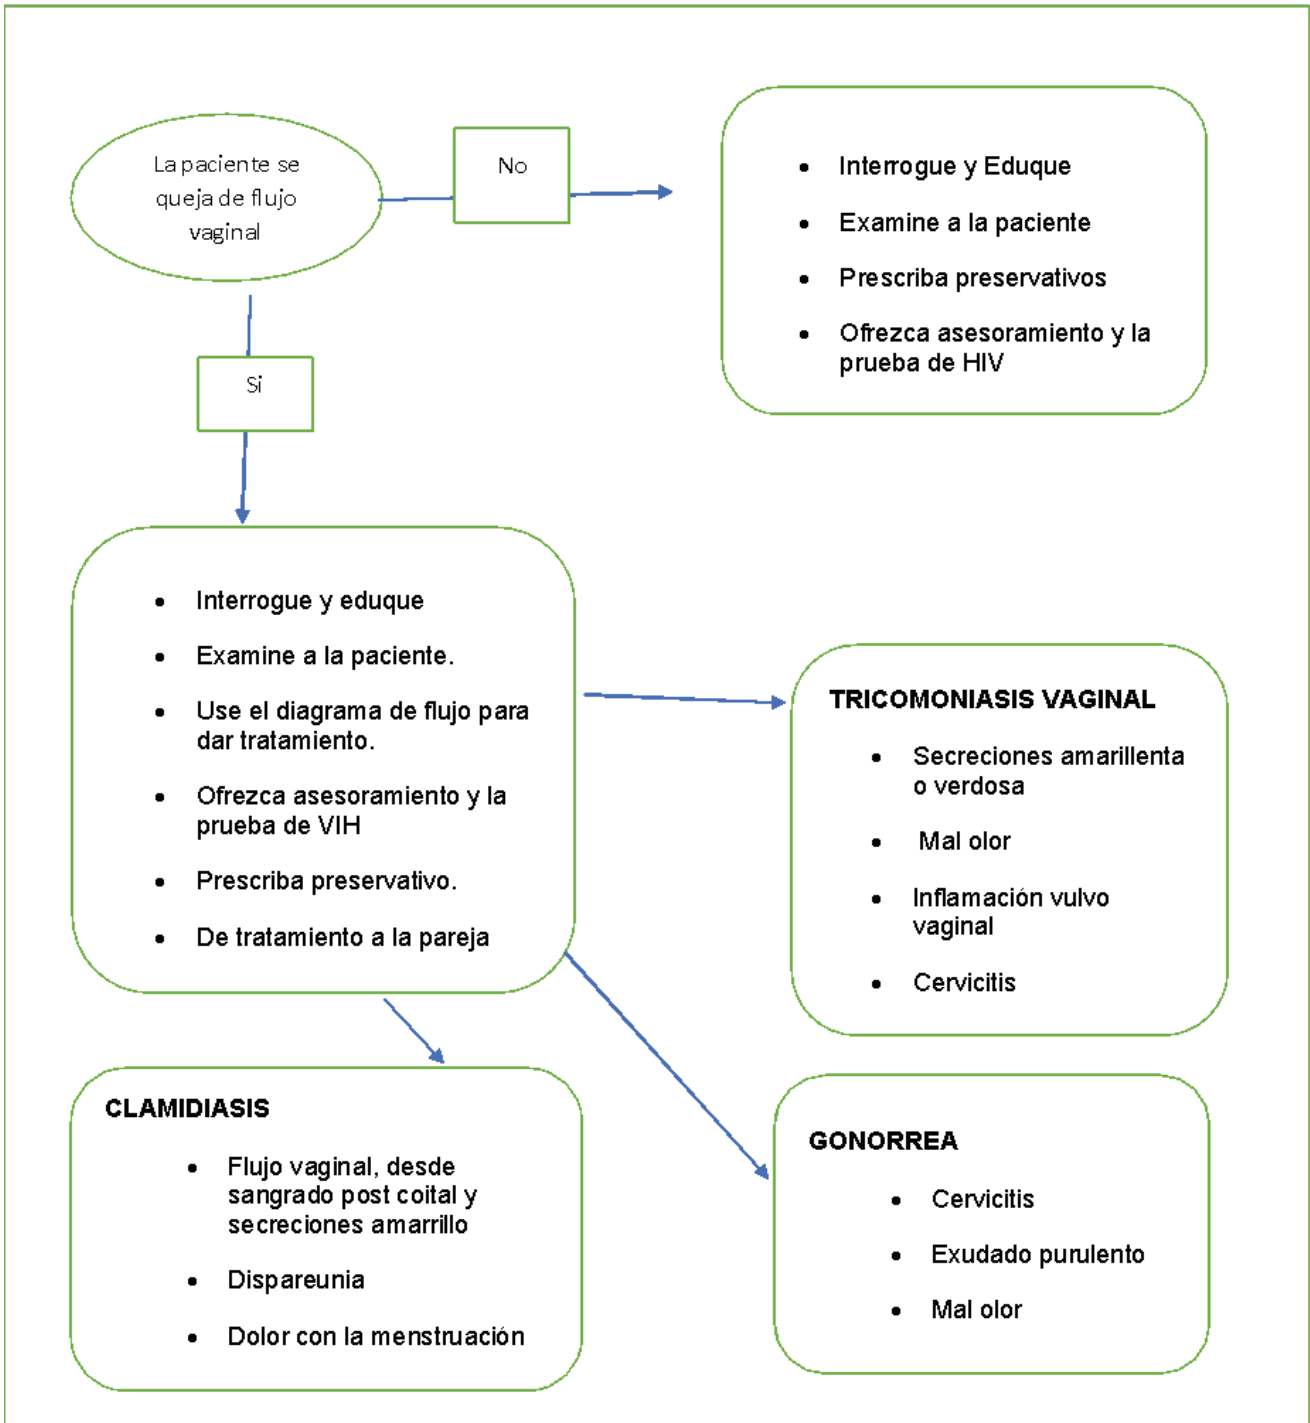 La paciente se
queja de flujo
vaginal
No
• Interrogue y Eduque
• Examine a la paciente
• Prescriba preservativos
• Ofrezca asesoramiento y la
prueba de HIV
Si
• Interrogue y eduque
• Examine a la paciente.
• Use el diagrama de flujo para
dar tratamiento.
• Ofrezca asesoramiento y la
prueba de VIH
• Prescriba preservativo.
• De tratamiento a la pareja
TRICOMONIASIS VAGINAL
• Secreciones amarillenta
o verdosa
• Mal olor
• Inflamación vulvo
vaginal
• Cervicitis
CLAMIDIASIS
• Flujo vaginal, desde
sangrado post coital y
secreciones amarrillo
• Dispareunia
• Dolor con la menstruación
GONORREA
• Cervicitis
• Exudado purulento
• Mal olor